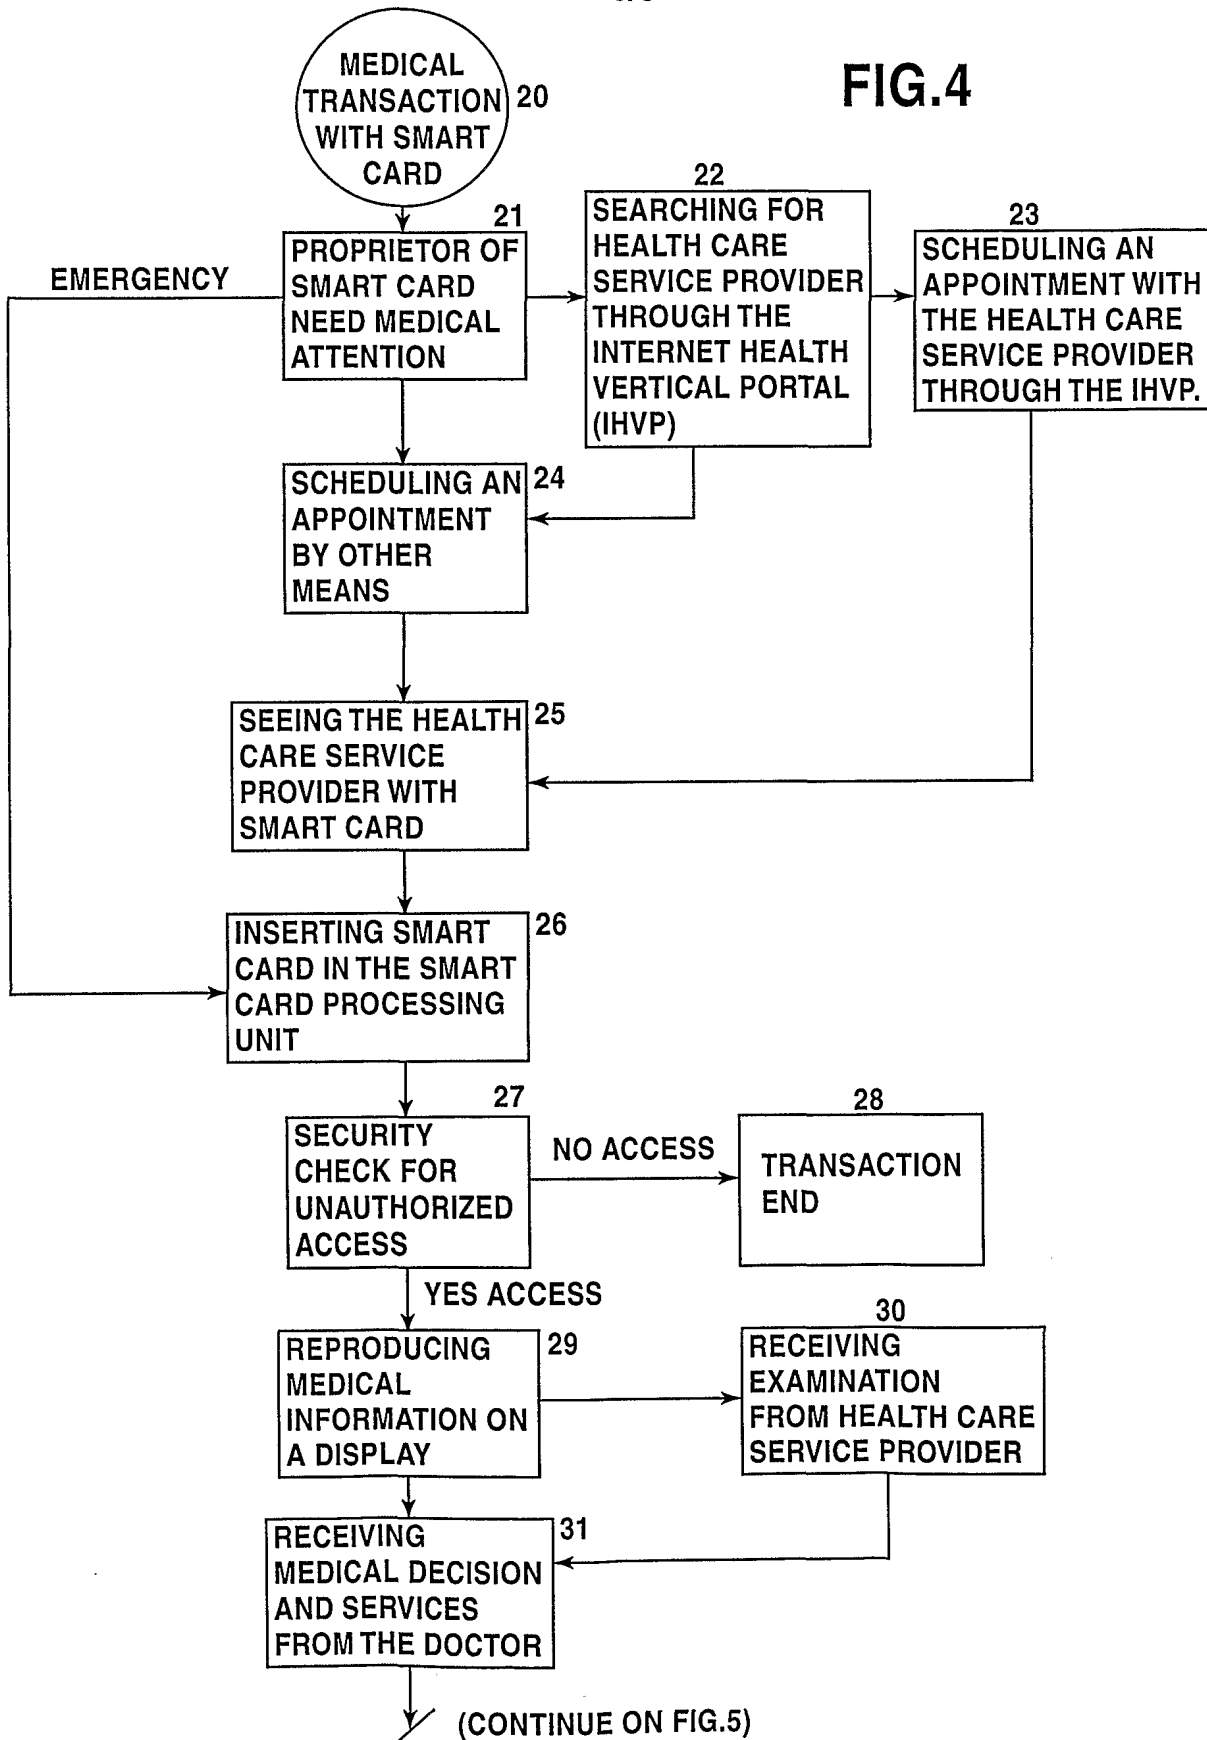 FIG.4
MEDICAL
TRANSACTION
WITH SMART
CARD
20
21
PROPRIETOR OF
SMART CARD
NEED MEDICAL
ATTENTION
EMERGENCY
22
SEARCHING FOR
HEALTH CARE
SERVICE PROVIDER
THROUGH THE
INTERNET HEALTH
VERTICAL PORTAL
(IHVP)
23
SCHEDULING AN
APPOINTMENT WITH
THE HEALTH CARE
SERVICE PROVIDER
THROUGH THE IHVP.
24
SCHEDULING AN
APPOINTMENT
BY OTHER
MEANS
25
SEEING THE HEALTH
CARE SERVICE
PROVIDER WITH
SMART CARD
26
INSERTING SMART
CARD IN THE SMART
CARD PROCESSING
UNIT
27
SECURITY
CHECK FOR
UNAUTHORIZED
ACCESS
NO ACCESS
28
TRANSACTION
END
YES ACCESS
29
REPRODUCING
MEDICAL
INFORMATION ON
A DISPLAY
30
RECEIVING
EXAMINATION
FROM HEALTH CARE
SERVICE PROVIDER
31
RECEIVING
MEDICAL DECISION
AND SERVICES
FROM THE DOCTOR
(CONTINUE ON FIG.5)